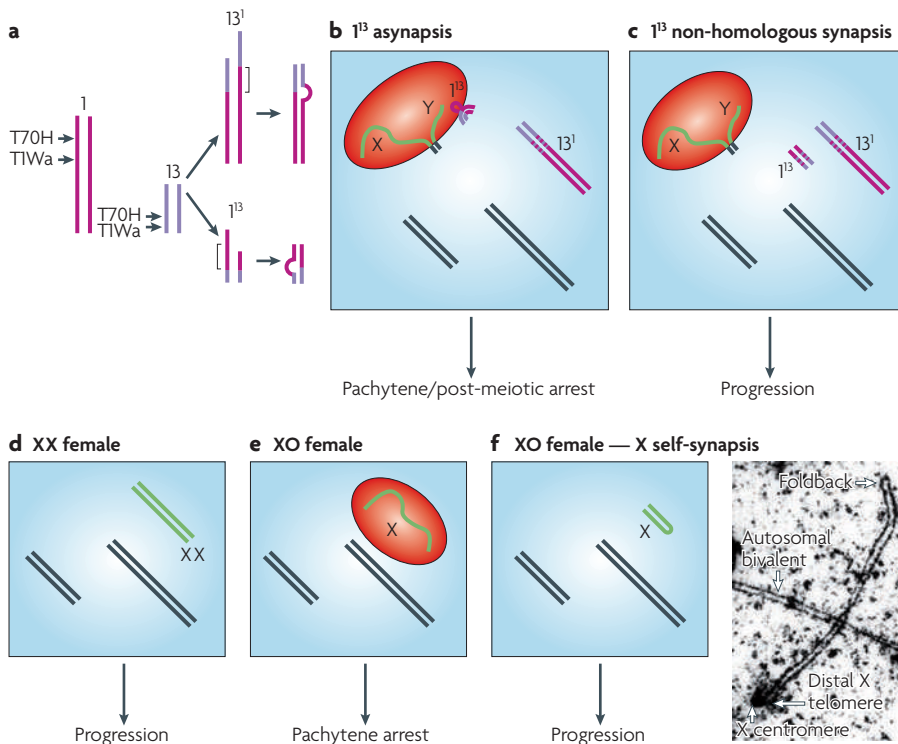 a
1
T70H
T1Wa
13
T70H
T1Wa
13¹
1¹³
b 1¹³ asynapsis
X
Y
1¹³
13¹
Pachytene/post-meiotic arrest
c 1¹³ non-homologous synapsis
X
Y
1¹³
13¹
Progression
d XX female
XX
Progression
e XO female
X
Pachytene arrest
f XO female — X self-synapsis
X
Progression
Foldback
Autosomal
bivalent
Distal X
telomere
X centromere